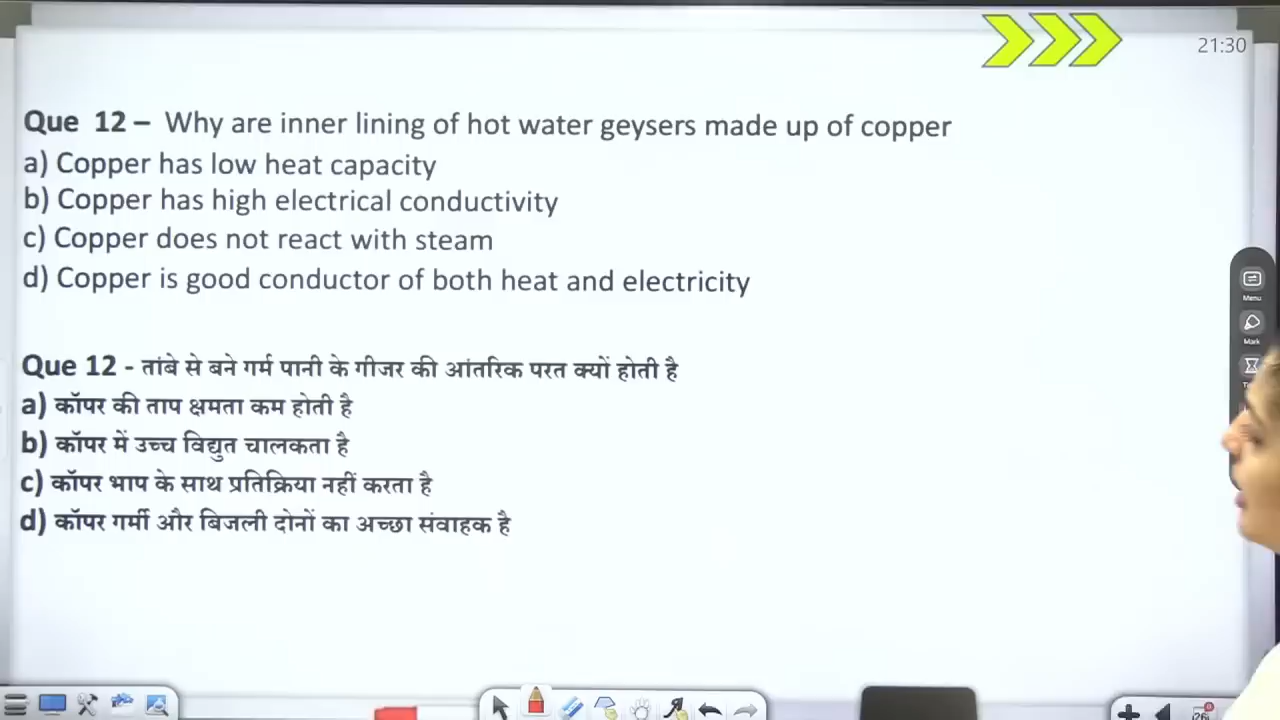 21:30
Que 12 – Why are inner lining of hot water geysers made up of copper
a) Copper has low heat capacity
b) Copper has high electrical conductivity
c) Copper does not react with steam
d) Copper is good conductor of both heat and electricity
Menu
Mark
Que 12 - तांबे से बने गर्म पानी के गीजर की आंतरिक परत क्यों होती है
a) कॉपर की ताप क्षमता कम होती है
b) कॉपर में उच्च विद्युत चालकता है
c) कॉपर भाप के साथ प्रतिक्रिया नहीं करता है
d) कॉपर गर्मी और बिजली दोनों का अच्छा संवाहक है